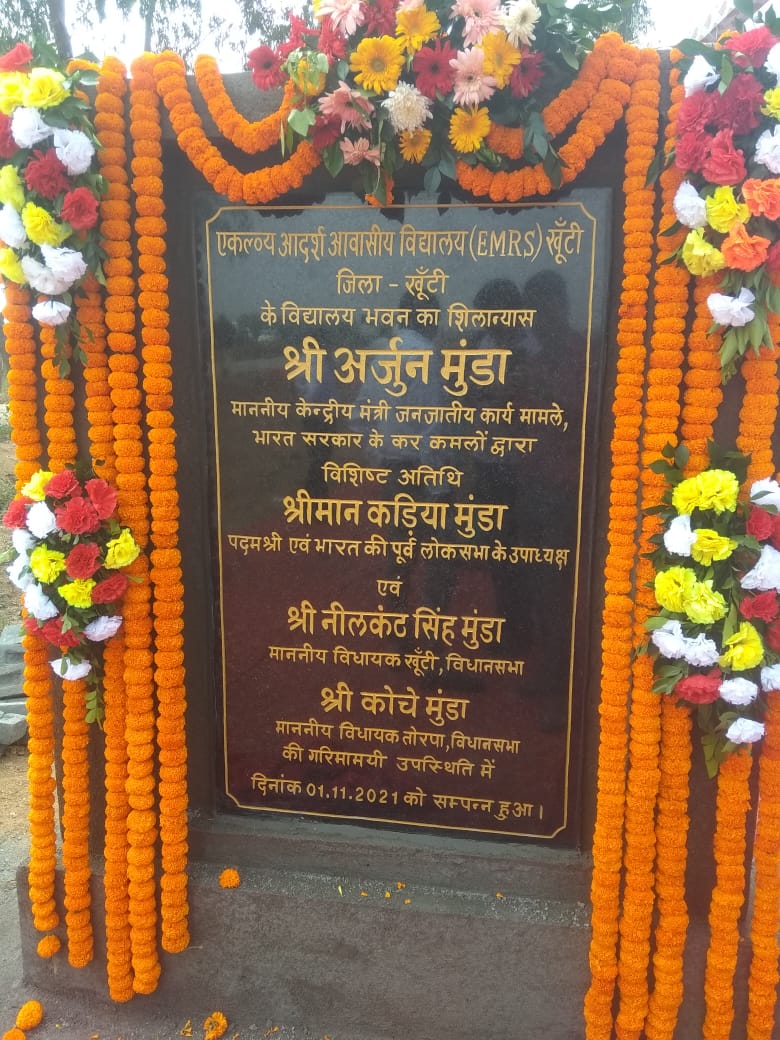 एकलव्य आदर्श आवासीय विद्यालय (EMRS) खूँटी
जिला - खूँटी
के विद्यालय भवन का शिलान्यास
श्री अर्जुन मुंडा
माननीय केन्द्रीय मंत्री जनजातीय कार्य मामले,
भारत सरकार के कर कमलों द्वारा
विशिष्ट अतिथि
श्रीमान कड़िया मुंडा
पदमश्री एवं भारत की पूर्व लोकसभा के उपाध्यक्ष
एवं
श्री नीलकंठ सिंह मुंडा
माननीय विधायक खूँटी, विधानसभा
श्री कोचे मुंडा
माननीय विधायक तोरपा, विधानसभा
की गरिमामयी उपस्थिति में
दिनांक 01.11.2021 को सम्पन्न हुआ।